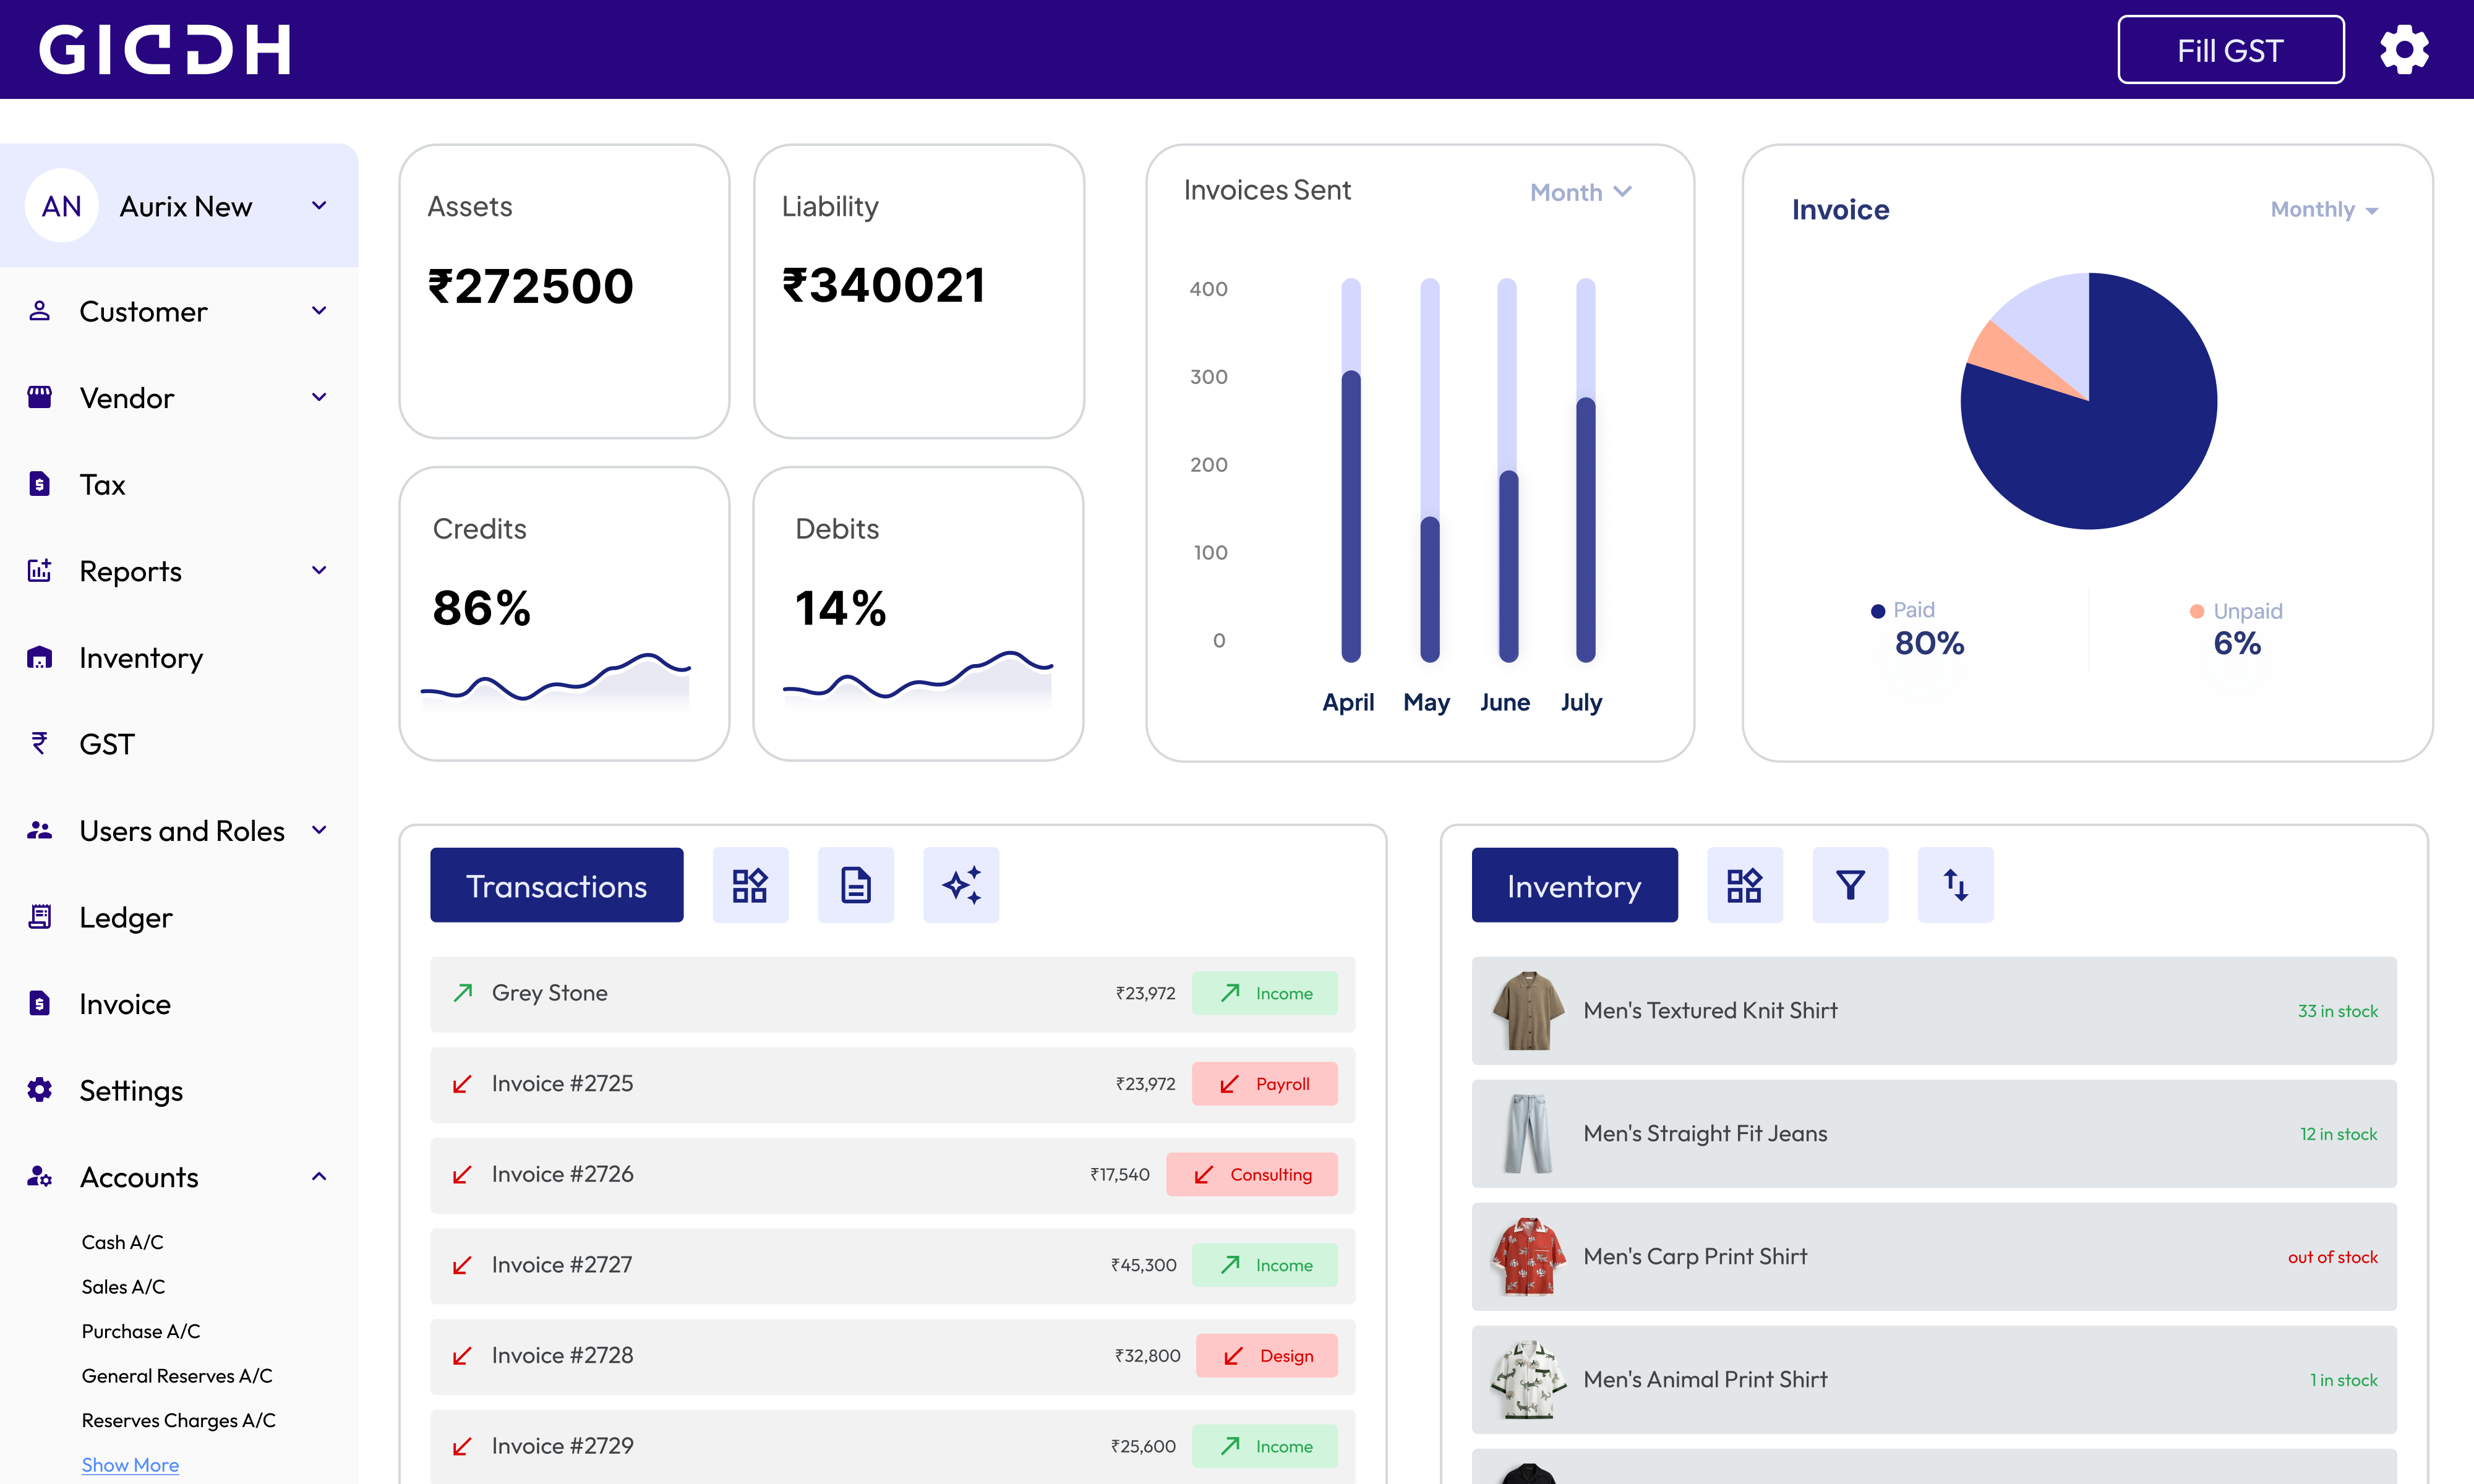 GIDDH
Fill GST
AN
Aurix New
Customer
Vendor
Tax
Reports
Inventory
GST
Users and Roles
Ledger
Invoice
Settings
Accounts
Cash A/C
Sales A/C
Purchase A/C
General Reserves A/C
Reserves Charges A/C
Show More
Assets
₹272500
Liability
₹340021
Credits
86%
Debits
14%
Invoices Sent
Month
400
300
200
100
0
April May June July
Invoice
Monthly
Paid
80%
Unpaid
6%
Transactions
Grey Stone ₹23,972 Income
Invoice #2725 ₹23,972 Payroll
Invoice #2726 ₹17,540 Consulting
Invoice #2727 ₹45,300 Income
Invoice #2728 ₹32,800 Design
Invoice #2729 ₹25,600 Income
Inventory
Men's Textured Knit Shirt 33 in stock
Men's Straight Fit Jeans 12 in stock
Men's Carp Print Shirt out of stock
Men's Animal Print Shirt 1 in stock